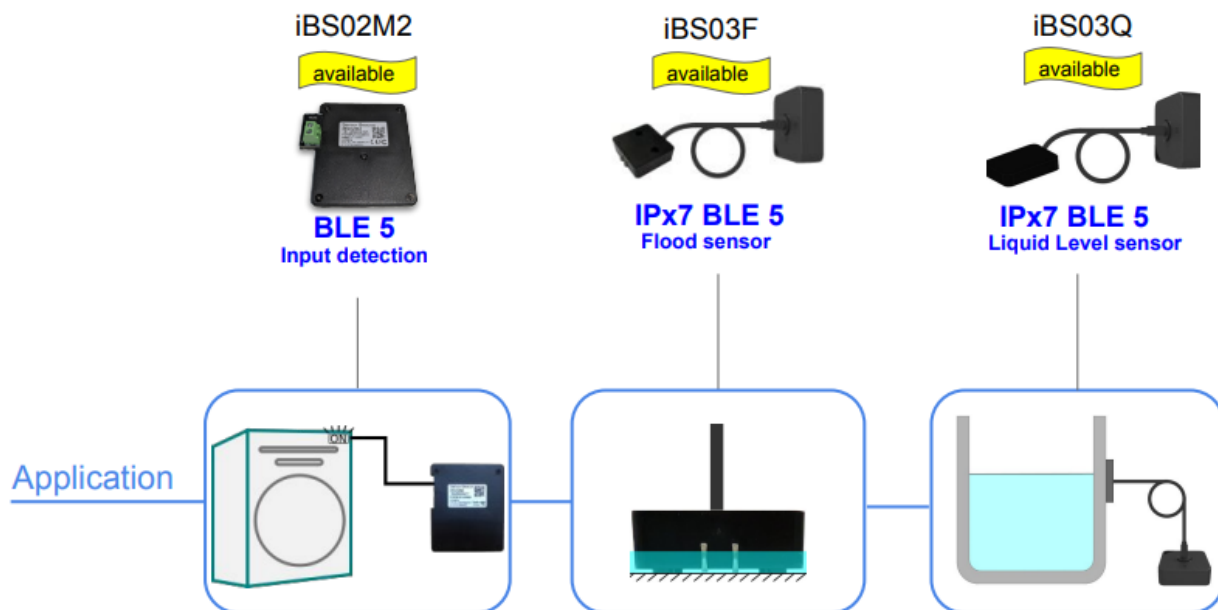 iBS02M2
available
BLE 5
Input detection
iBS03F
available
IPx7 BLE 5
Flood sensor
iBS03Q
available
IPx7 BLE 5
Liquid Level sensor
Application
ON